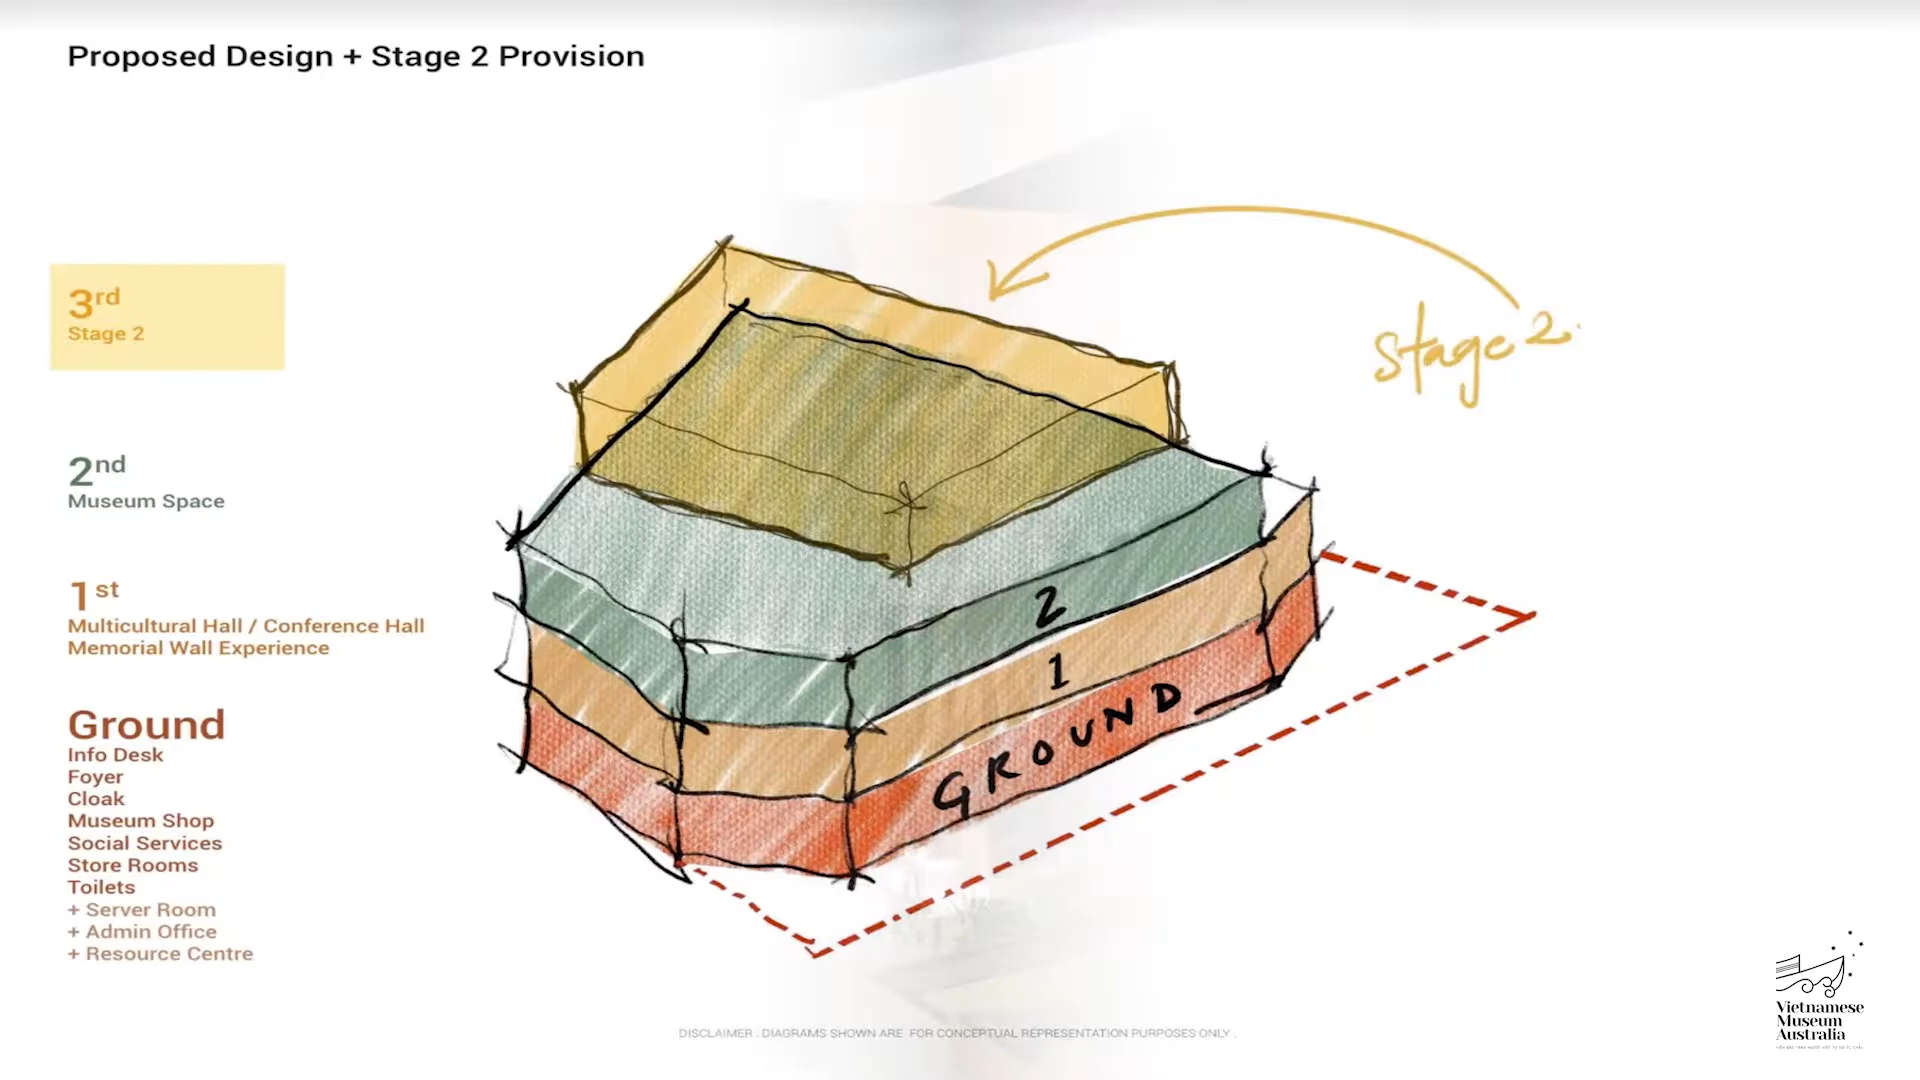 Proposed Design + Stage 2 Provision
3rd
Stage 2
2nd
Museum Space
1st
Multicultural Hall / Conference Hall
Memorial Wall Experience
Ground
Info Desk
Foyer
Cloak
Museum Shop
Social Services
Store Rooms
Toilets
+ Server Room
+ Admin Office
+ Resource Centre
Stage 2.
2
1
GROUND
DISCLAIMER . DIAGRAMS SHOWN ARE FOR CONCEPTUAL REPRESENTATION PURPOSES ONLY .
Vietnamese
Museum
Australia